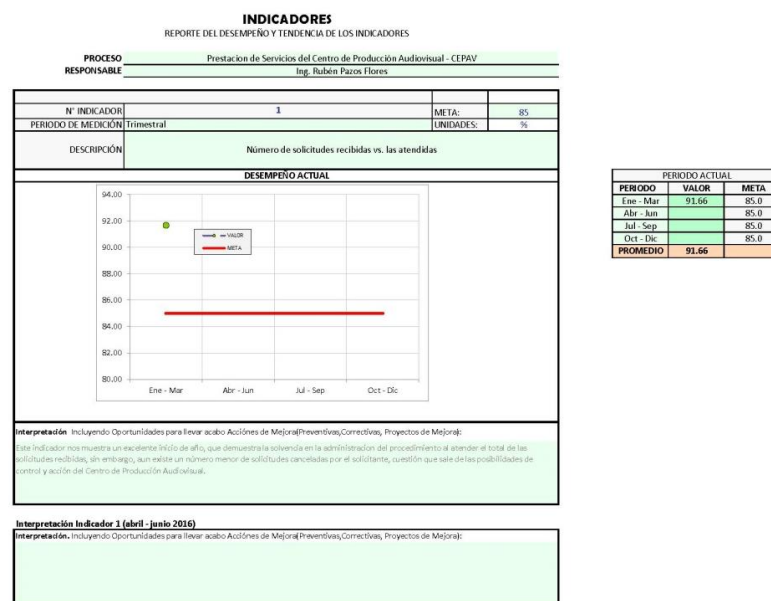 INDICADORES
REPORTE DEL DESEMPEÑO Y TENDENCIA DE LOS INDICADORES
PROCESO Prestacion de Servicios del Centro de Producción Audiovisual - CEPAV
RESPONSABLE Ing. Rubén Pazos Flores
N° INDICADOR 1 META: 85
PERIODO DE MEDICIÓN Trimestral UNIDADES: %
DESCRIPCIÓN Número de solicitudes recibidas vs. las atendidas
DESEMPEÑO ACTUAL
94.00
92.00
90.00
88.00
86.00
84.00
82.00
80.00
VALOR
META
Ene - Mar Abr - Jun Jul - Sep Oct - Dic
PERIODO ACTUAL
PERIODO VALOR META
Ene - Mar 91.66 85.0
Abr - Jun 85.0
Jul - Sep 85.0
Oct - Dic 85.0
PROMEDIO 91.66
Interpretación Incluyendo Oportunidades para llevar acabo Acciónes de Mejora(Preventivas,Correctivas, Proyectos de Mejora):
Este indicador nos muestra un excelente inicio de año, que demuestra la solvencia en la administracion del procedimiento al atender el total de las
solicitudes recibidas, sin embargo, aun existe un número menor de solicitudes canceladas por el solicitante, cuestión que sale de las posibilidades de
control y acción del Centro de Producción Audiovisual.
Interpretación Indicador 1 (abril - junio 2016)
Interpretación. Incluyendo Oportunidades para llevar acabo Acciónes de Mejora(Preventivas,Correctivas, Proyectos de Mejora):